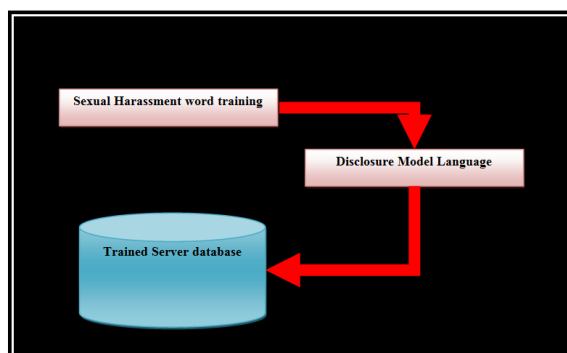 Sexual Harassment word training
Disclosure Model Language
Trained Server database